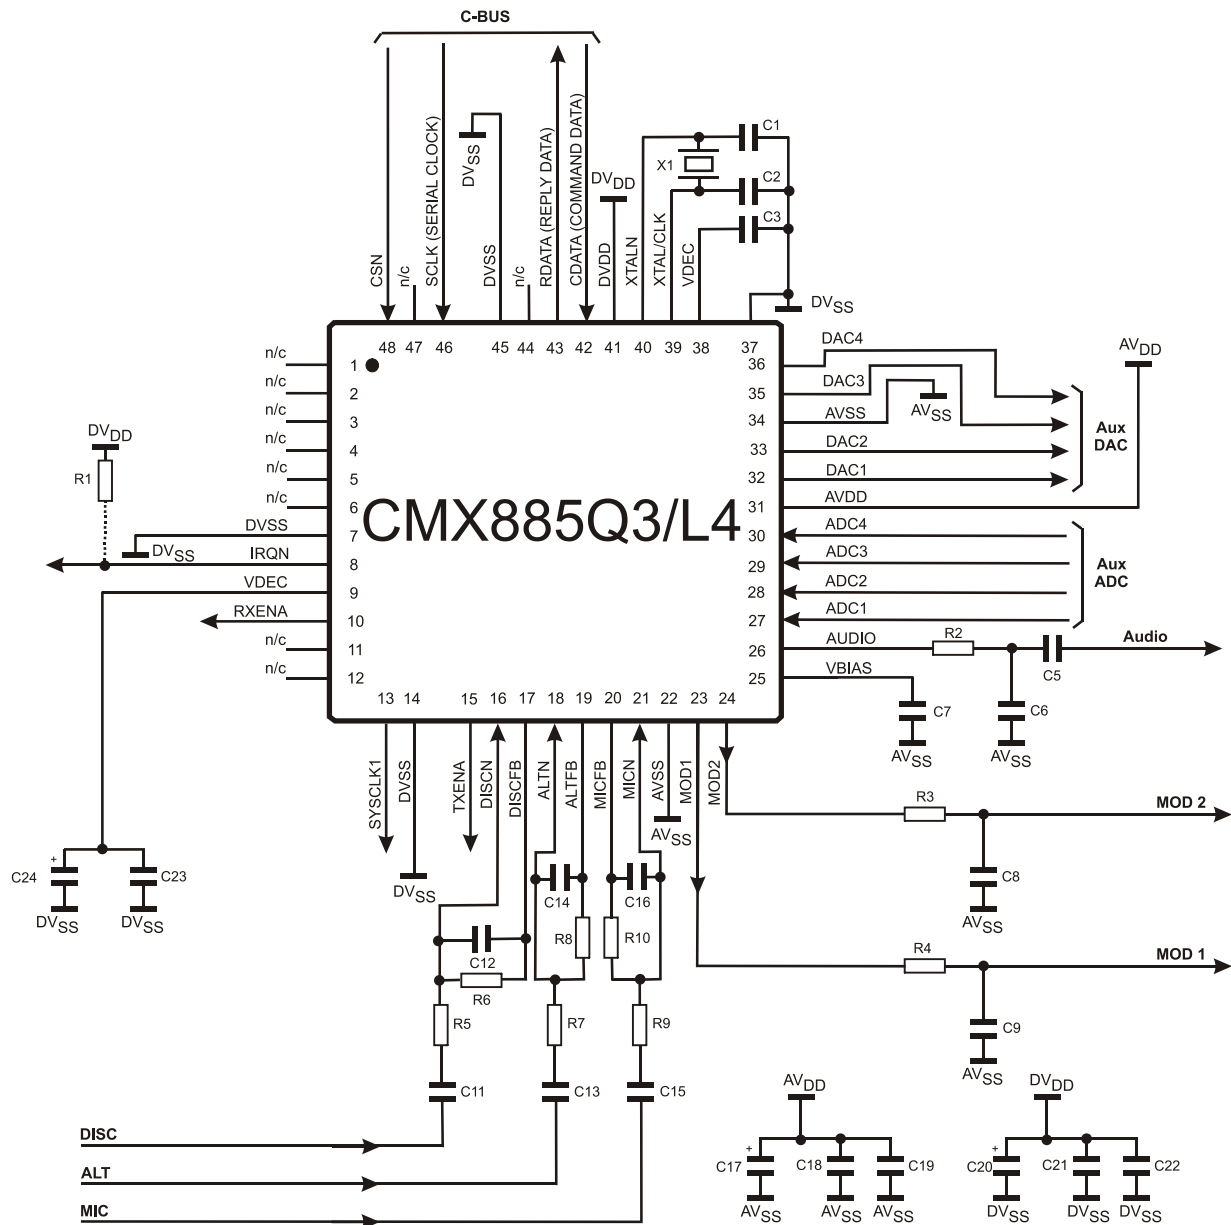 C-BUS
CSN
n/c
SCLK (SERIAL CLOCK)
DVSS
DVSS
n/c
RDATA (REPLY DATA)
CDATA (COMMAND DATA)
DVDD
DVDD
XTALN
XTAL/CLK
VDEC
X1
C1
C2
C3
DVSS
48 47 46 45 44 43 42 41 40 39 38 37
n/c 1
n/c 2
n/c 3
n/c 4
n/c 5
n/c 6
DVSS 7
IRQN 8
VDEC 9
RXENA 10
n/c 11
n/c 12
DVDD
R1
DVSS
CMX885Q3/L4
36 DAC4
35 DAC3
34 AVSS
33 DAC2
32 DAC1
31 AVDD
30 ADC4
29 ADC3
28 ADC2
27 ADC1
26 AUDIO
25 VBIAS
AVSS
AVDD
Aux
DAC
Aux
ADC
R2
C5
Audio
C7
C6
AVSS
AVSS
13 14 15 16 17 18 19 20 21 22 23 24
SYSCLK1
DVSS
TXENA
DISCN
DISCFB
ALTN
ALTFB
MICFB
MICN
AVSS
MOD1
MOD2
AVSS
DVSS
R3
MOD 2
C8
AVSS
R4
MOD 1
C9
AVSS
+
C24
C23
DVSS
DVSS
C14
C16
R8
R10
C12
R6
R5
R7
R9
C11
C13
C15
DISC
ALT
MIC
AVDD
+
C17
C18
C19
AVSS
AVSS
AVSS
DVDD
+
C20
C21
C22
DVSS
DVSS
DVSS